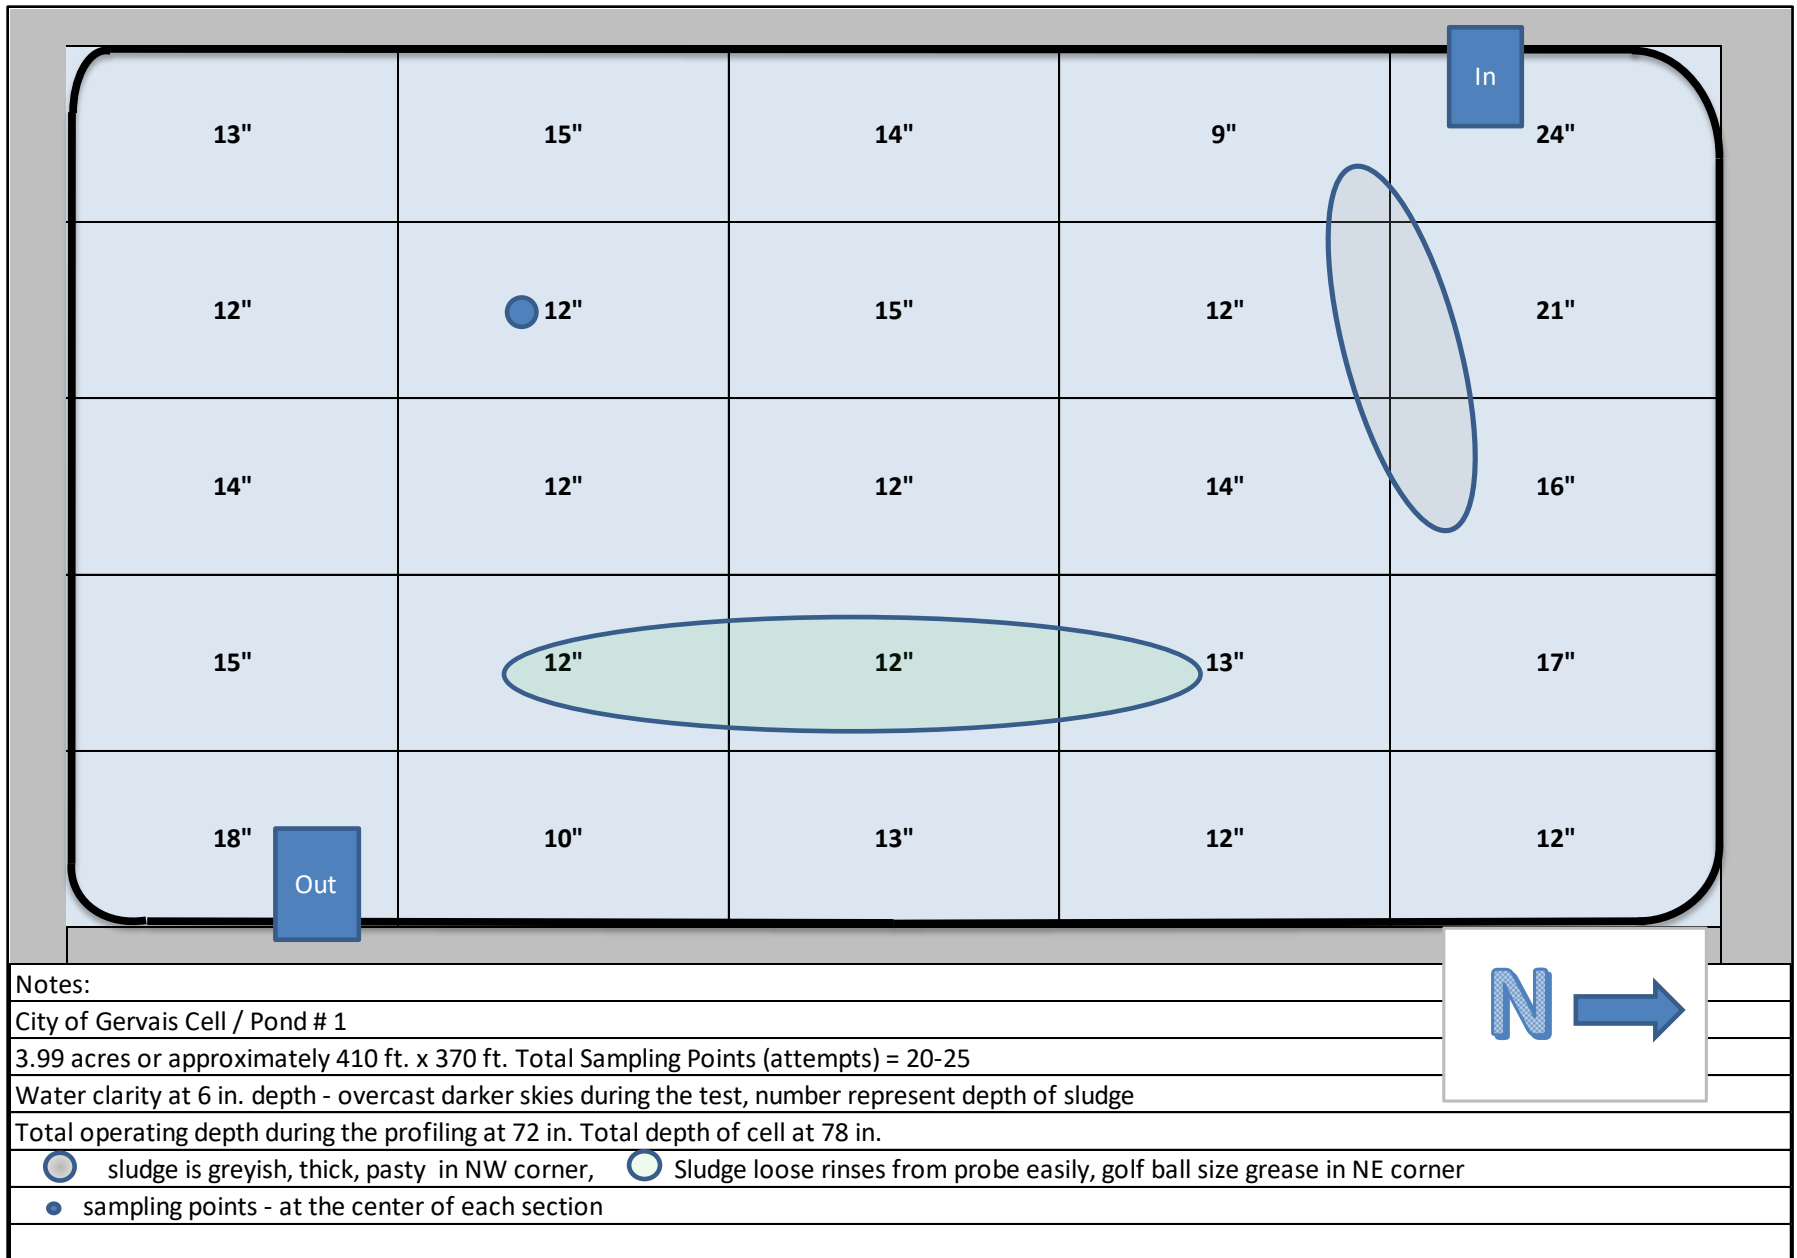 In
13" 15" 14" 9" 24"
12" 12" 15" 12" 21"
14" 12" 12" 14" 16"
15" 12" 12" 13" 17"
18" 10" 13" 12" 12"
Out
N
Notes:
City of Gervais Cell / Pond # 1
3.99 acres or approximately 410 ft. x 370 ft. Total Sampling Points (attempts) = 20-25
Water clarity at 6 in. depth - overcast darker skies during the test, number represent depth of sludge
Total operating depth during the profiling at 72 in. Total depth of cell at 78 in.
sludge is greyish, thick, pasty in NW corner, Sludge loose rinses from probe easily, golf ball size grease in NE corner
sampling points - at the center of each section